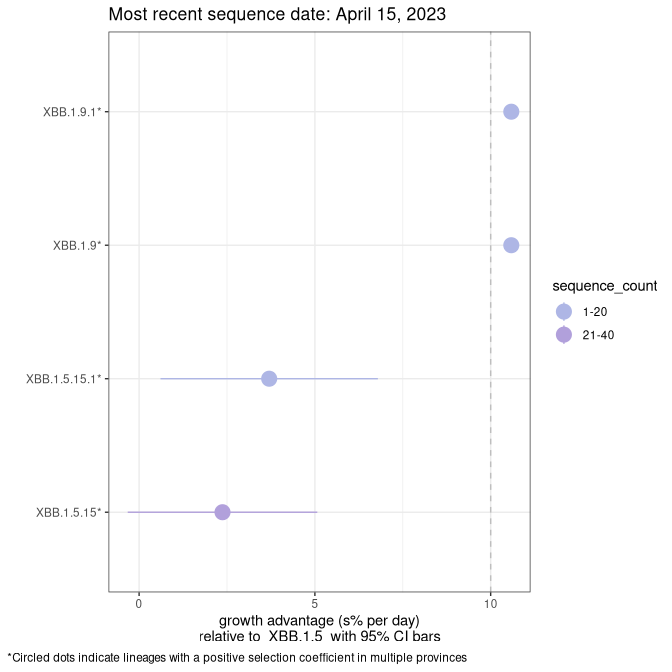 Most recent sequence date: April 15, 2023
XBB.1.9.1*
XBB.1.9*
XBB.1.5.15.1*
XBB.1.5.15*
sequence_count
1-20
21-40
0 5 10
growth advantage (s% per day)
relative to XBB.1.5 with 95% CI bars
*Circled dots indicate lineages with a positive selection coefficient in multiple provinces